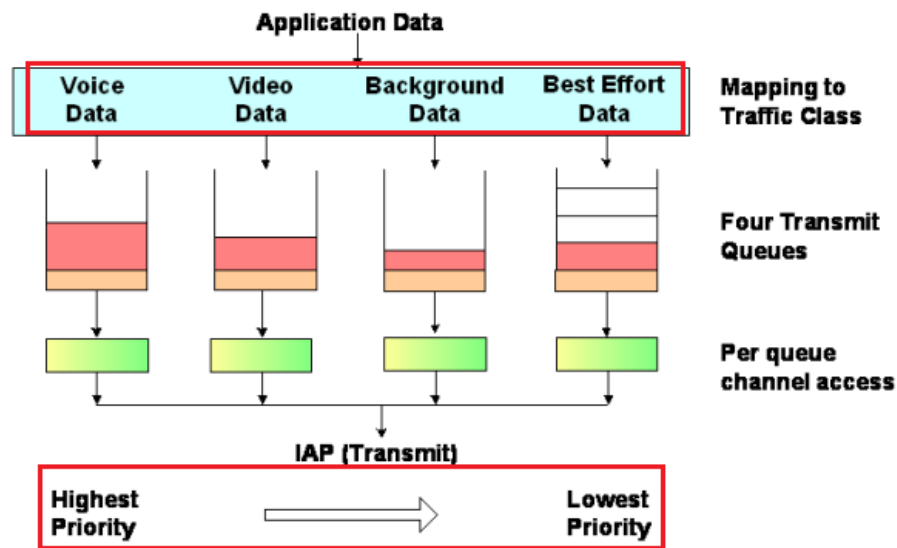 Application Data
Voice
Data
Video
Data
Background
Data
Best Effort
Data
Mapping to
Traffic Class
Four Transmit
Queues
Per queue
channel access
IAP (Transmit)
Highest
Priority
Lowest
Priority